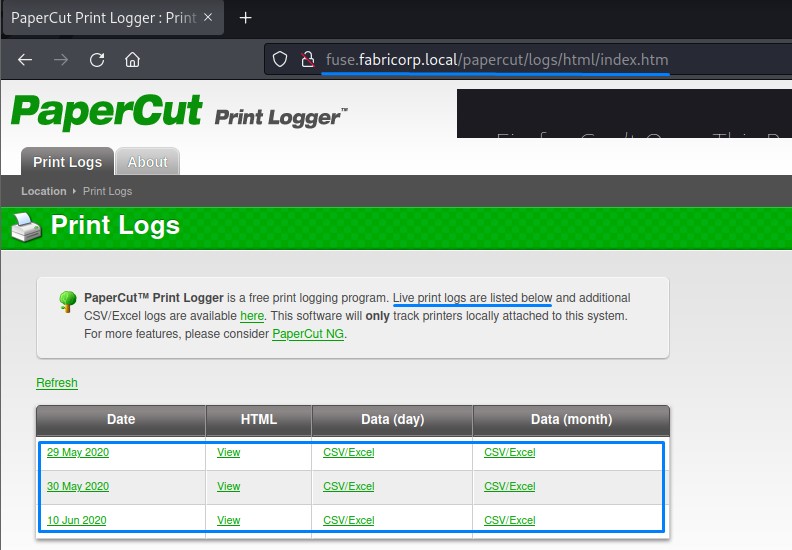 PaperCut Print Logger : Print
fuse.fabricorp.local/papercut/logs/html/index.htm
PaperCut Print Logger™
Print Logs About
Location Print Logs
Print Logs
PaperCut™ Print Logger is a free print logging program. Live print logs are listed below and additional
CSV/Excel logs are available here. This software will only track printers locally attached to this system.
For more features, please consider PaperCut NG.
Refresh
Date HTML Data (day) Data (month)
29 May 2020 View CSV/Excel CSV/Excel
30 May 2020 View CSV/Excel CSV/Excel
10 Jun 2020 View CSV/Excel CSV/Excel